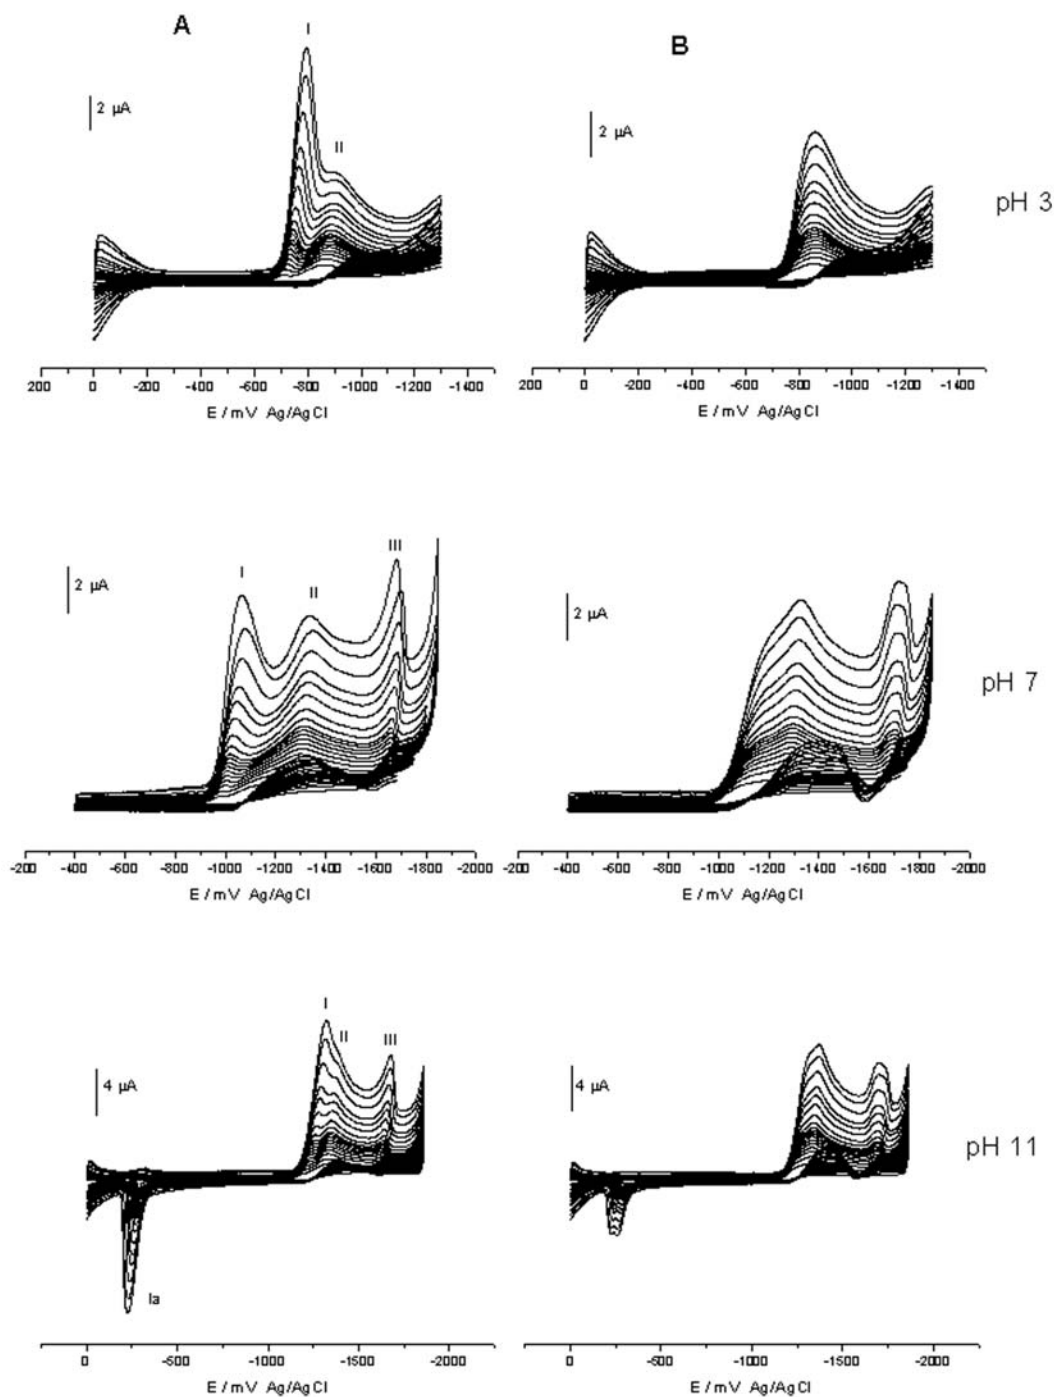 A
B
I
II
2 µA
2 µA
pH 3
200 0 -200 -400 -600 -800 -1000 -1200 -1400
200 0 -200 -400 -600 -800 -1000 -1200 -1400
E / mV Ag/AgCl
E / mV Ag/AgCl
I
II
III
2 µA
2 µA
pH 7
-200 -400 -600 -800 -1000 -1200 -1400 -1600 -1800 -2000
-200 -400 -600 -800 -1000 -1200 -1400 -1600 -1800 -2000
E / mV Ag/AgCl
E / mV Ag/AgCl
I
II
III
4 µA
4 µA
pH 11
Ia
0 -500 -1000 -1500 -2000
0 -500 -1000 -1500 -2000
E / mV Ag/AgCl
E / mV Ag/AgCl